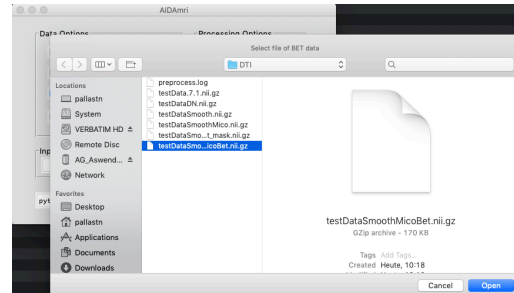 AIDAmri
Data Options
Processing Options
Select file of BET data
DTI
Locations
pallastn
System
VERBATIM HD
Remote Disc
AG_Aswend...
Network
Favorites
Desktop
pallastn
Applications
Documents
Downloads
preprocess.log
testData.7.1.nii.gz
testDataDN.nii.gz
testDataSmooth.nii.gz
testDataSmoothMico.nii.gz
testDataSmo...t_mask.nii.gz
testDataSmo...icoBet.nii.gz
Inp
pyt
testDataSmoothMicoBet.nii.gz
GZip archive - 170 KB
Tags Add Tags...
Created Heute, 10:18
Cancel
Open